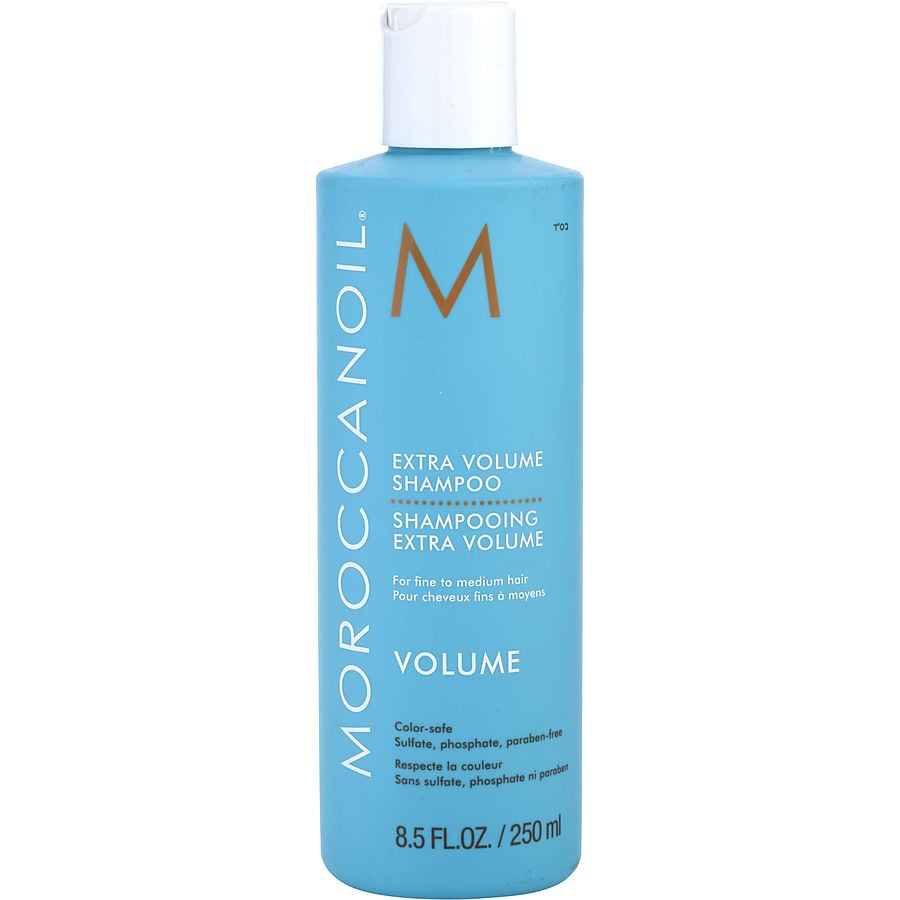 MOROCCANOIL®
M
EXTRA VOLUME
SHAMPOO
SHAMPOOING
EXTRA VOLUME
For fine to medium hair
Pour cheveux fins à moyens
VOLUME
Color-safe
Sulfate, phosphate, paraben-free
Respecte la couleur
Sans sulfate, phosphate ni paraben
8.5 FL.OZ. / 250 ml